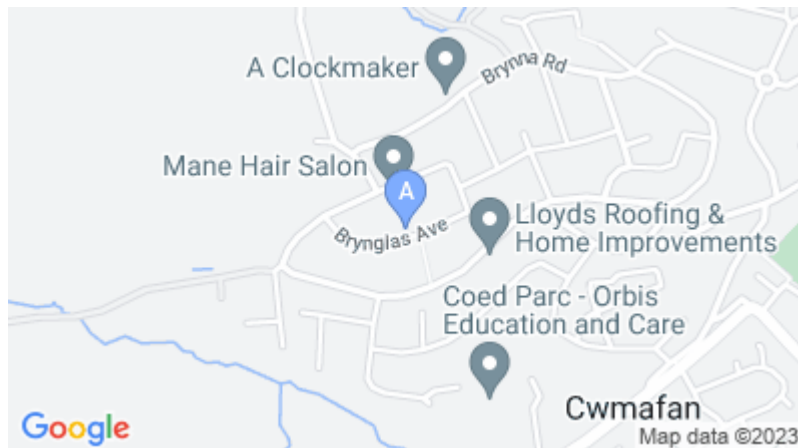 A Clockmaker
Brynna Rd
Mane Hair Salon
A
Brynglas Ave
Lloyds Roofing &
Home Improvements
Coed Parc - Orbis
Education and Care
Cwmafan
Google
Map data ©2023